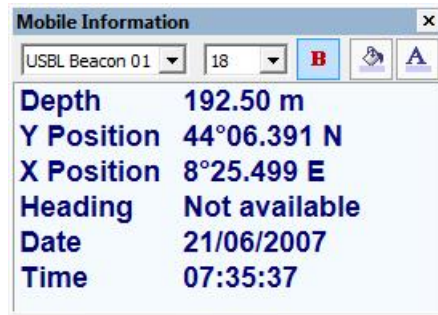 Mobile Information x
USBL Beacon 01 18 B A
Depth 192.50 m
Y Position 44°06.391 N
X Position 8°25.499 E
Heading Not available
Date 21/06/2007
Time 07:35:37